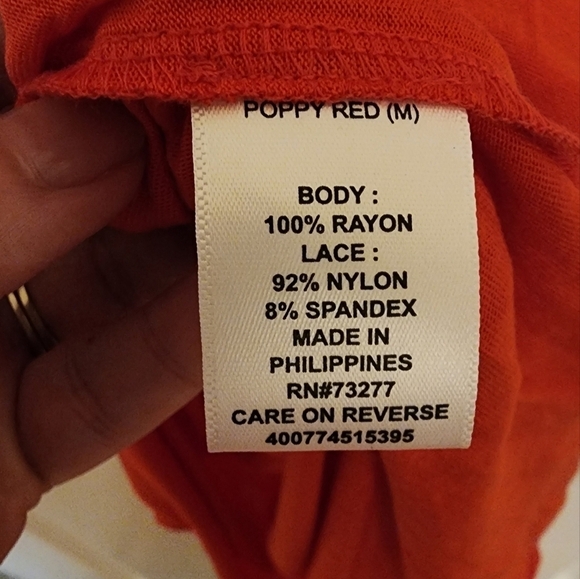 POPPY RED (M)
BODY :
100% RAYON
LACE :
92% NYLON
8% SPANDEX
MADE IN
PHILIPPINES
RN#73277
CARE ON REVERSE
400774515395